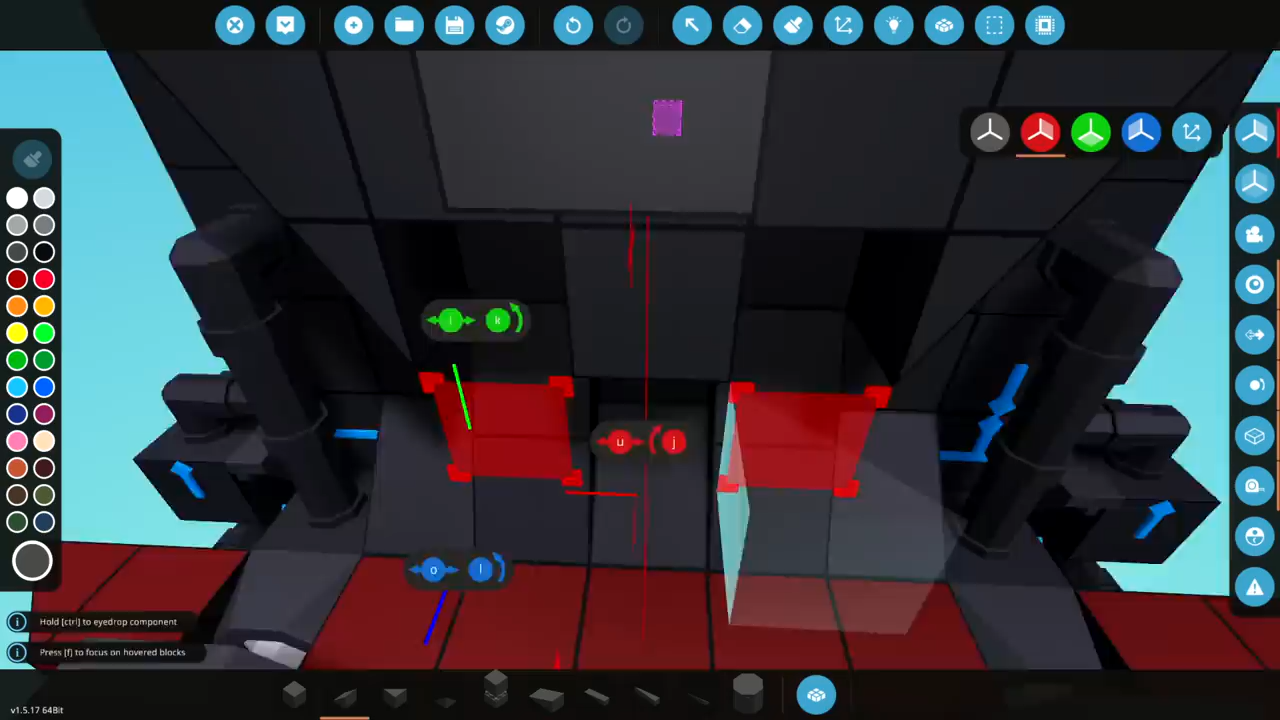 i k
u j
o l
Hold [ctrl] to eyedrop component
Press [f] to focus on hovered blocks
v1.5.17 64Bit